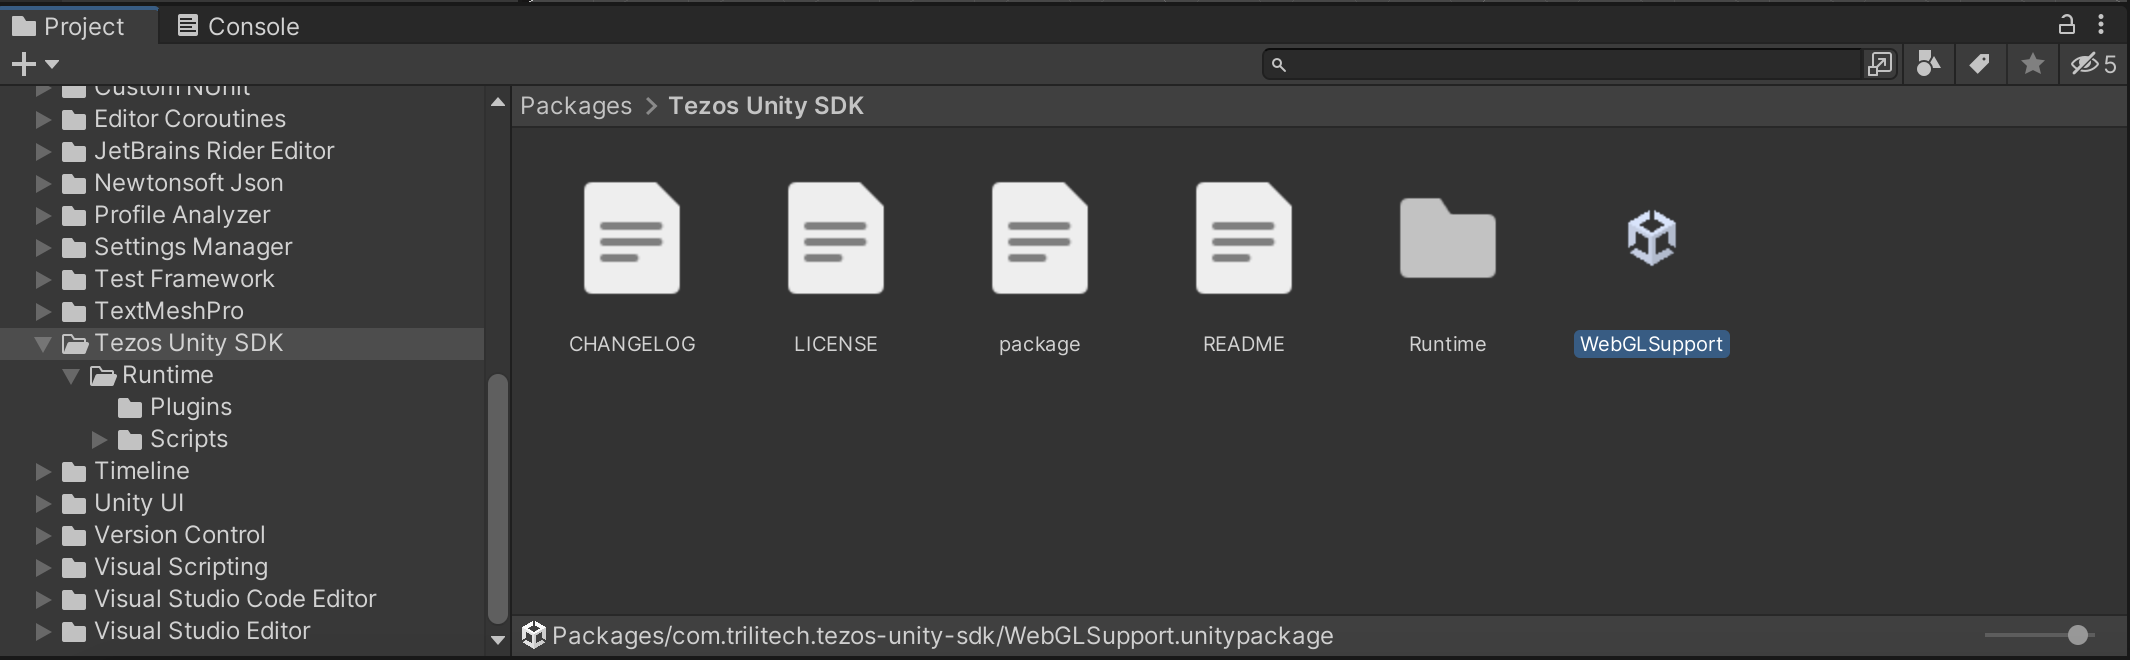 Project
Console
5
Custom NUnit
Editor Coroutines
JetBrains Rider Editor
Newtonsoft Json
Profile Analyzer
Settings Manager
Test Framework
TextMeshPro
Tezos Unity SDK
Runtime
Plugins
Scripts
Timeline
Unity UI
Version Control
Visual Scripting
Visual Studio Code Editor
Visual Studio Editor
Packages > Tezos Unity SDK
CHANGELOG
LICENSE
package
README
Runtime
WebGLSupport
Packages/com.trilitech.tezos-unity-sdk/WebGLSupport.unitypackage